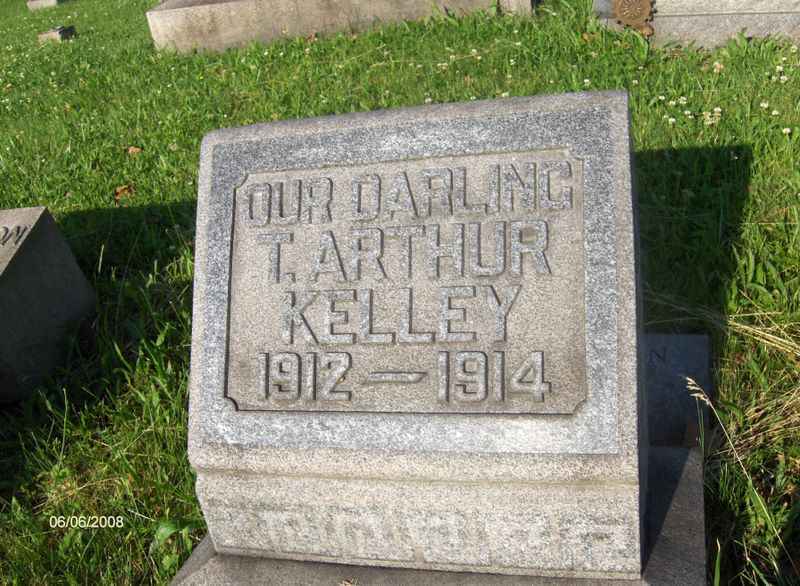 OUR DARLING
T. ARTHUR
KELLEY
1912 — 1914
06/06/2008